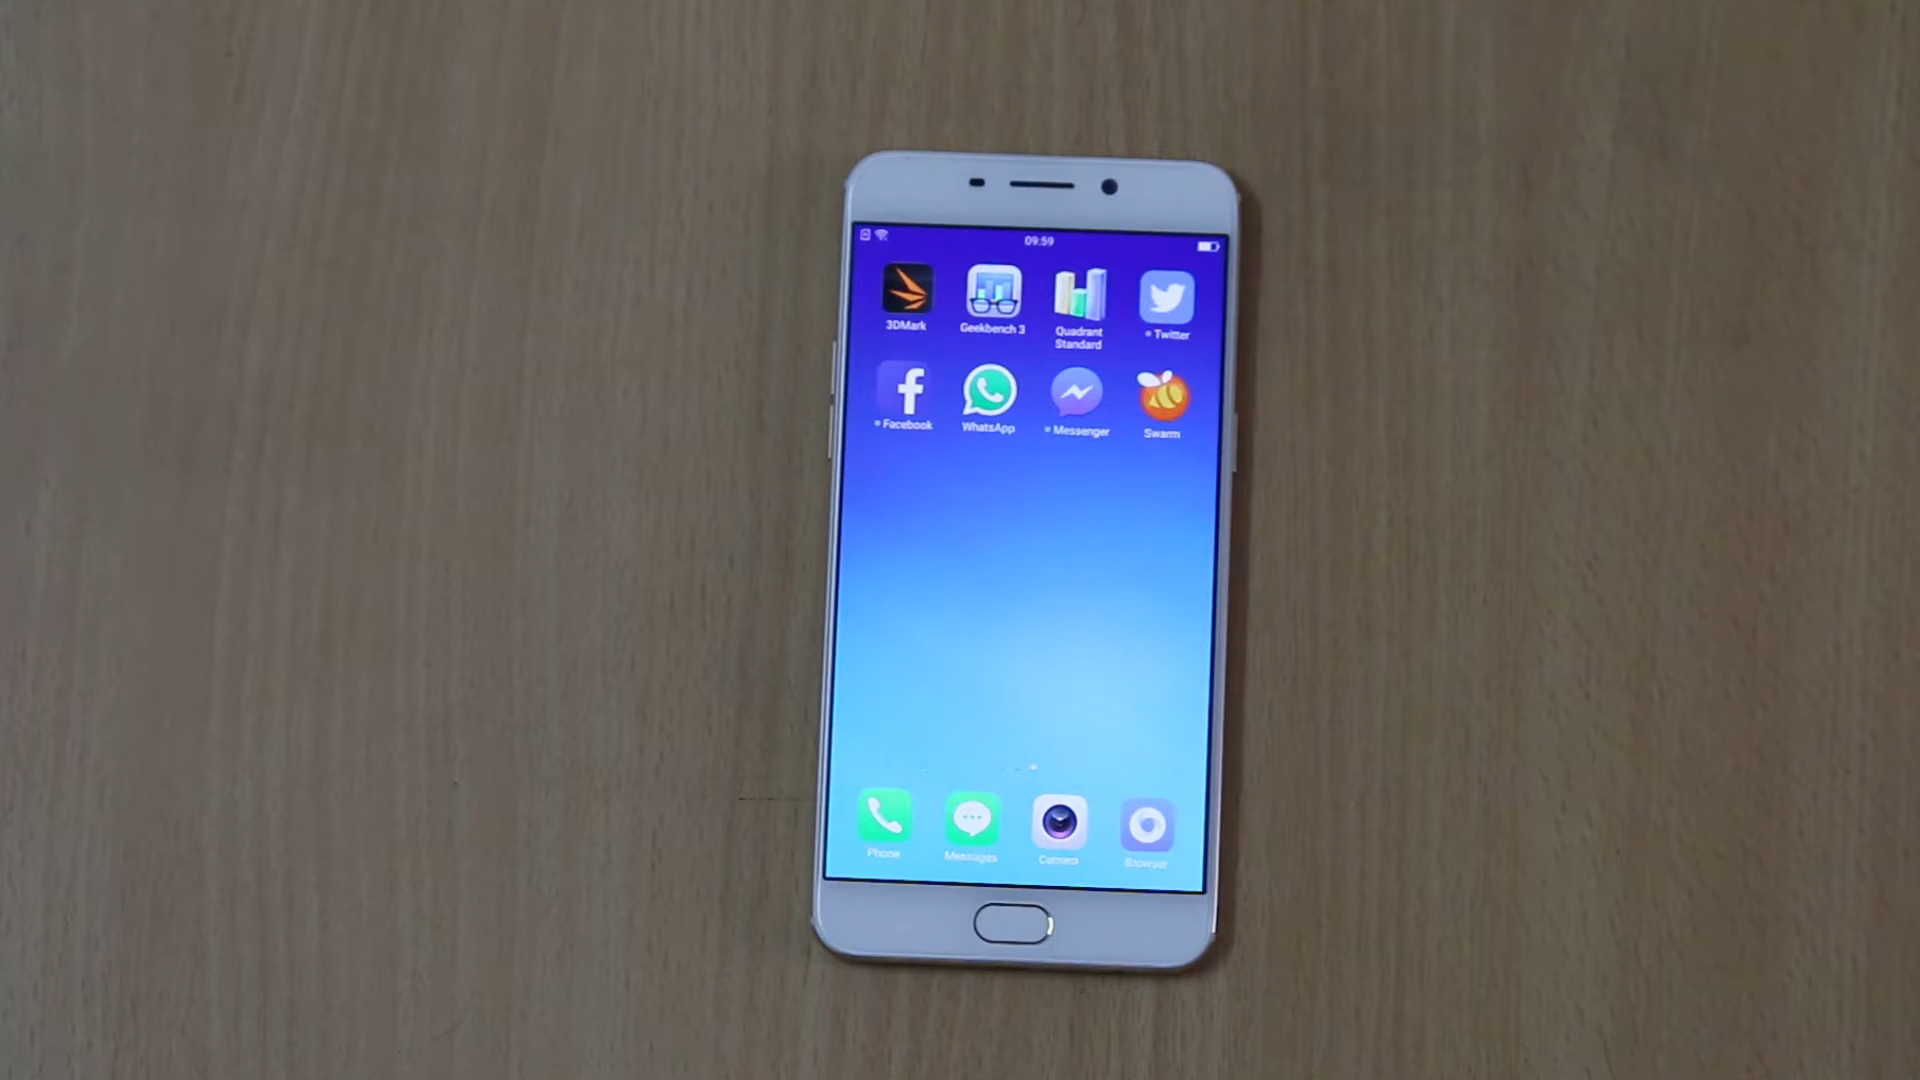 09:59
3DMark
Geekbench 3
Quadrant
Standard
Twitter
Facebook
WhatsApp
Messenger
Swarm
Phone
Messages
Camera
Browser